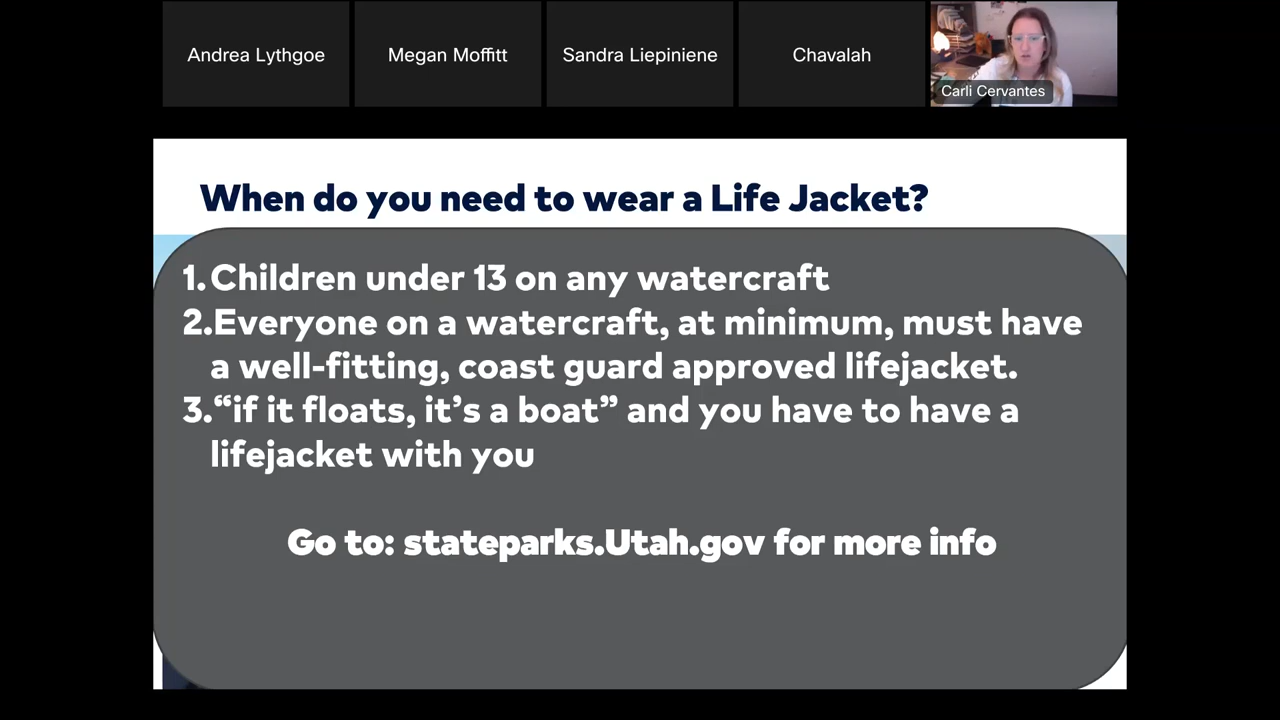 Andrea Lythgoe
Megan Moffitt
Sandra Liepiniene
Chavalah
Carli Cervantes
When do you need to wear a Life Jacket?
1. Children under 13 on any watercraft
2. Everyone on a watercraft, at minimum, must have
a well-fitting, coast guard approved lifejacket.
3. “if it floats, it’s a boat” and you have to have a
lifejacket with you
Go to: stateparks.Utah.gov for more info